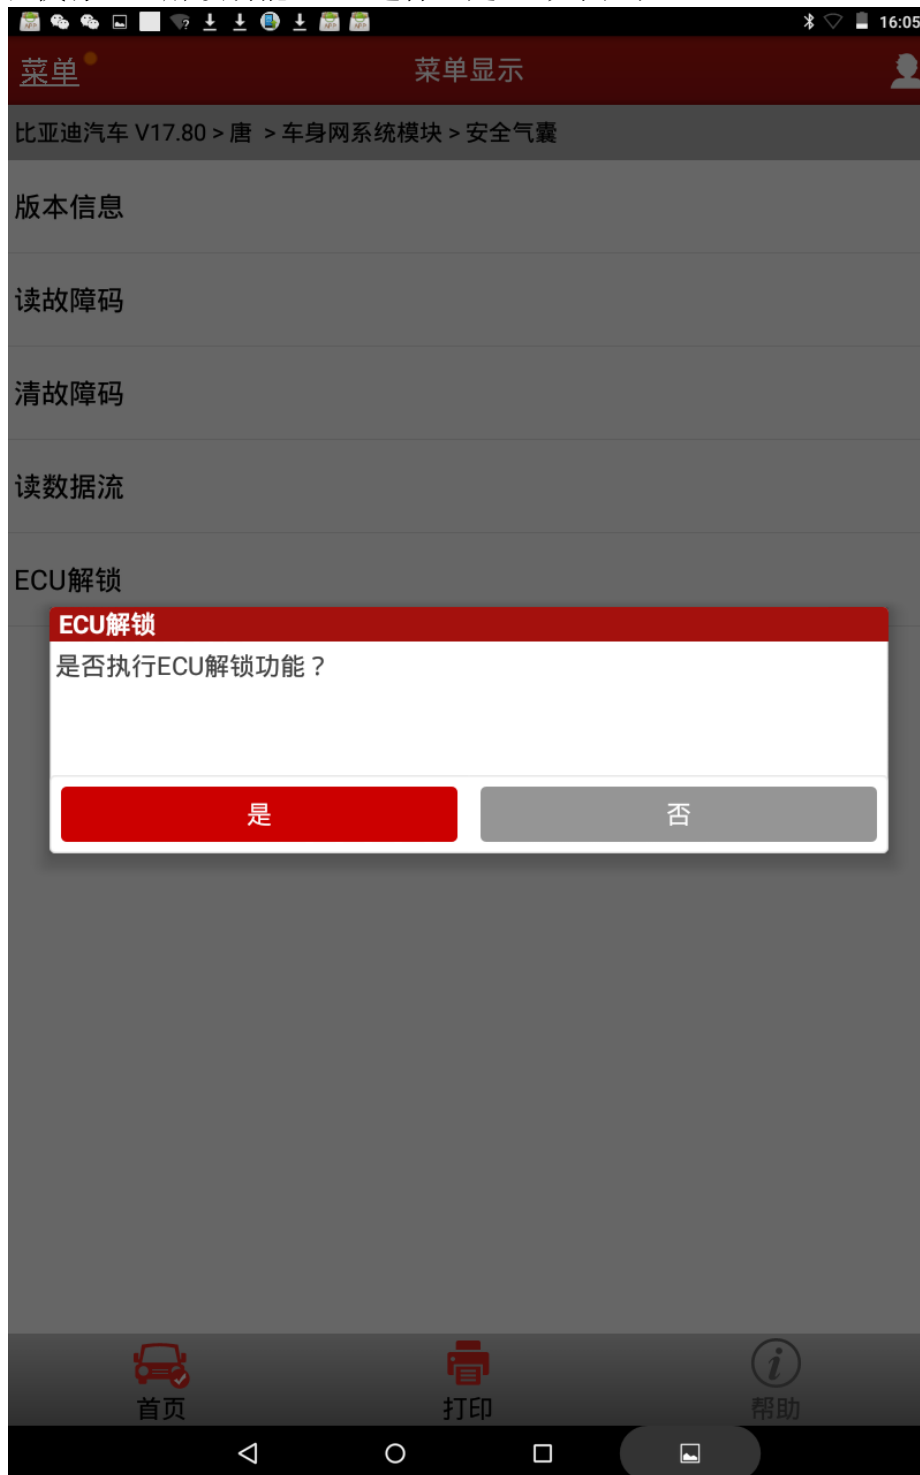 16:05
菜单
菜单显示
比亚迪汽车 V17.80 > 唐 > 车身网系统模块 > 安全气囊
版本信息
读故障码
清故障码
读数据流
ECU解锁
ECU解锁
是否执行ECU解锁功能？
是
否
首页
打印
帮助